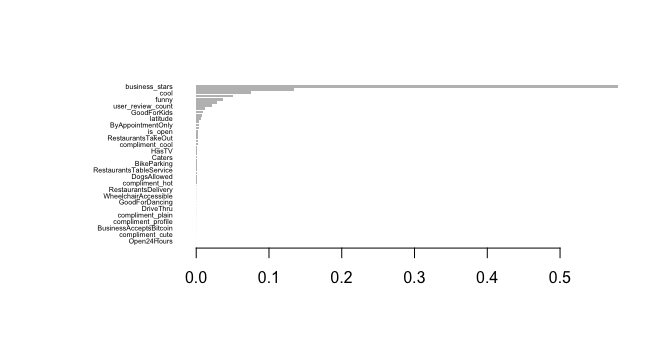 business_stars
cool
funny
user_review_count
GoodForKids
latitude
ByAppointmentOnly
is_open
RestaurantsTakeOut
compliment_cool
HasTV
Caters
BikeParking
RestaurantsTableService
DogsAllowed
compliment_hot
RestaurantsDelivery
WheelchairAccessible
GoodForDancing
DriveThru
compliment_plain
compliment_profile
BusinessAcceptsBitcoin
compliment_cute
Open24Hours
0.0 0.1 0.2 0.3 0.4 0.5